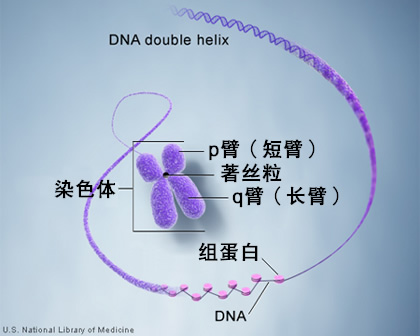 DNA double helix
p臂（短臂）
著丝粒
染色体
q臂（长臂）
组蛋白
DNA
U.S. National Library of Medicine